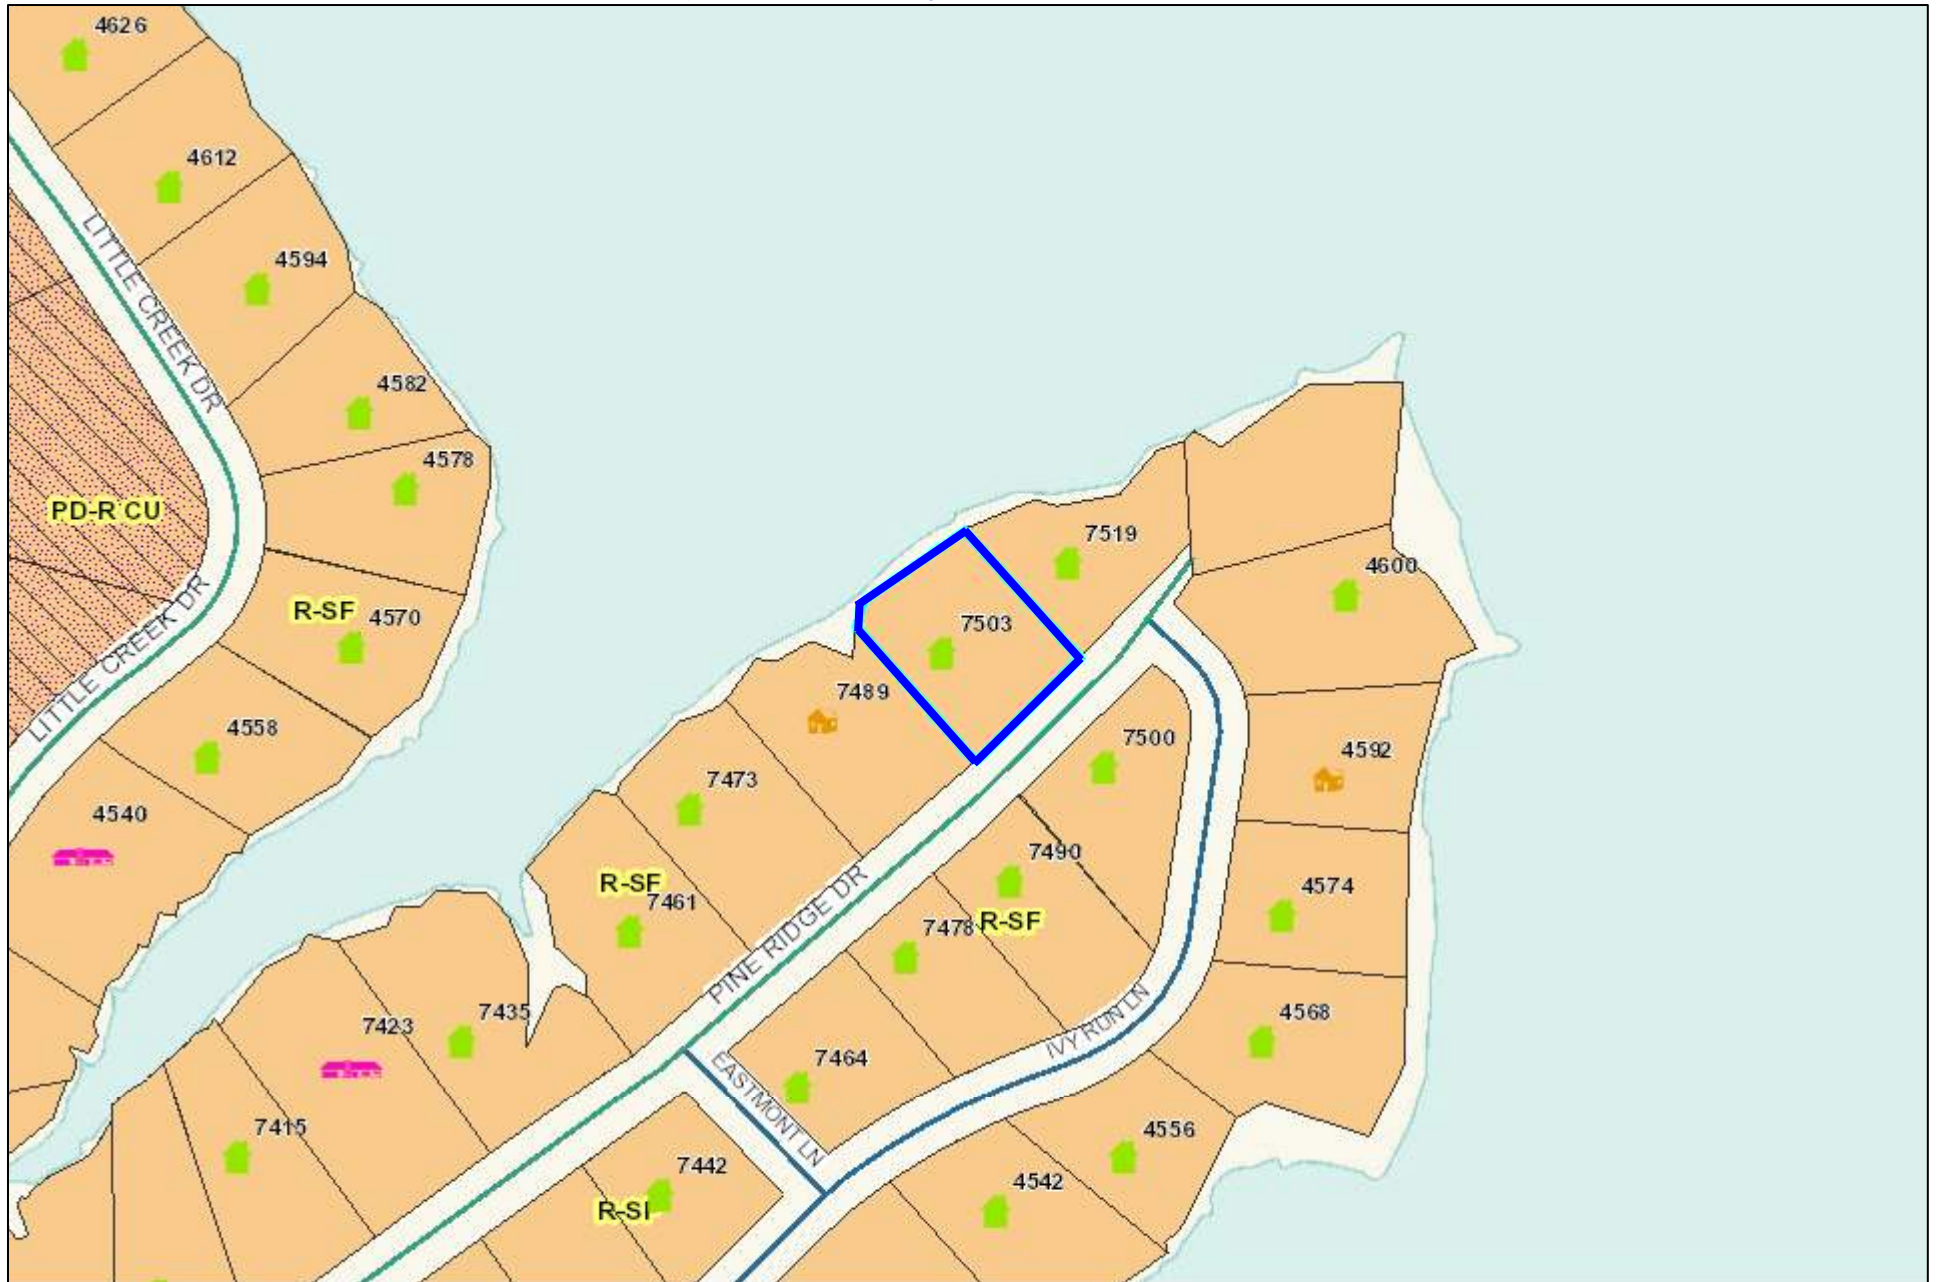 4626
4612
4594
LITTLE CREEK DR
4582
4578
PD-R CU
7519
4600
R-SF
4570
7503
LITTLE CREEK DR
7489
4558
7500
4592
7473
4540
7490
R-SF
7461
PINE RIDGE DR
7478
R-SF
4574
7435
7423
4568
IVY RUN LN
7464
EASTMONT LN
7415
4556
7442
4542
R-SI